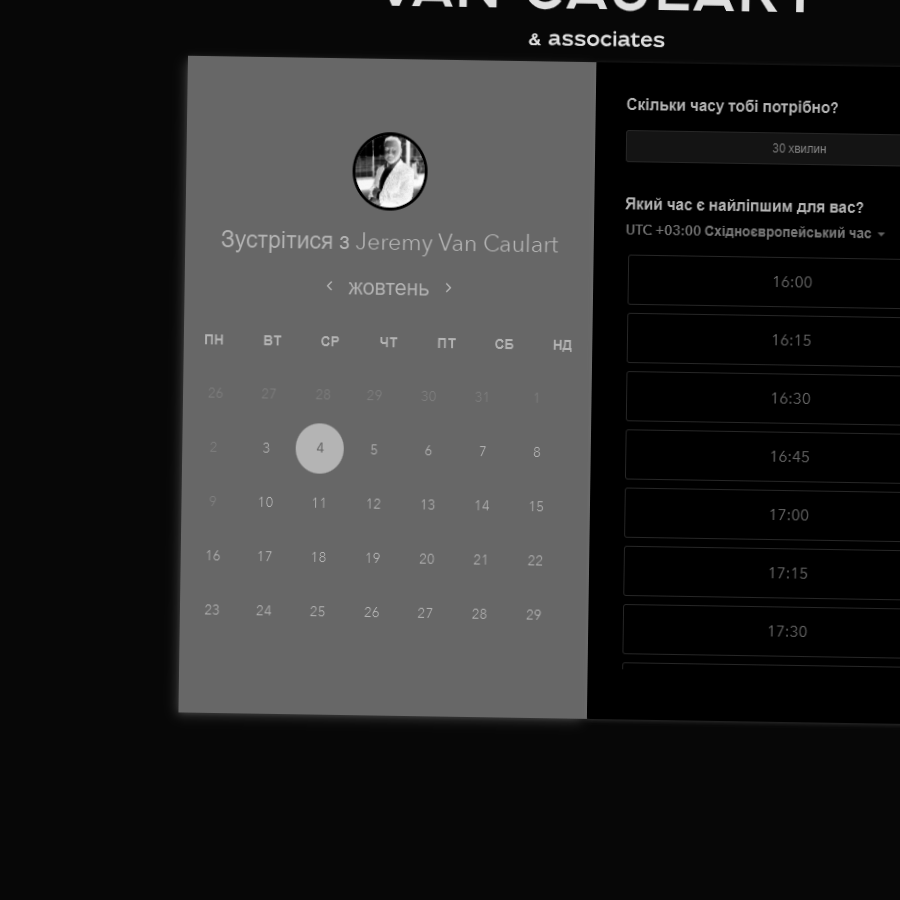 VAN CAULART
& associates
Зустрітися з Jeremy Van Caulart
жовтень
ПН ВТ СР ЧТ ПТ СБ НД
26 27 28 29 30 31 1
2 3 4 5 6 7 8
9 10 11 12 13 14 15
16 17 18 19 20 21 22
23 24 25 26 27 28 29
Скільки часу тобі потрібно?
30 хвилин
Який час є найліпшим для вас?
UTC +03:00 Східноєвропейський час
16:00
16:15
16:30
16:45
17:00
17:15
17:30